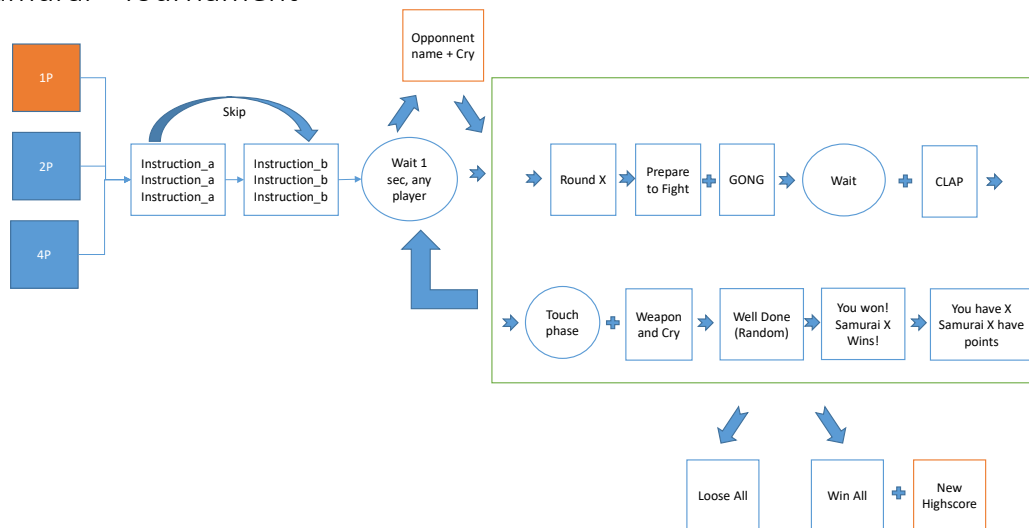 Tournament
Opponnent
name + Cry
1P
Skip
2P
Instruction_a
Instruction_a
Instruction_a
Instruction_b
Instruction_b
Instruction_b
Wait 1
sec, any
player
Round X
Prepare
to Fight
GONG
Wait
CLAP
4P
Touch
phase
Weapon
and Cry
Well Done
(Random)
You won!
Samurai X
Wins!
You have X
Samurai X have
points
Loose All
Win All
New
Highscore